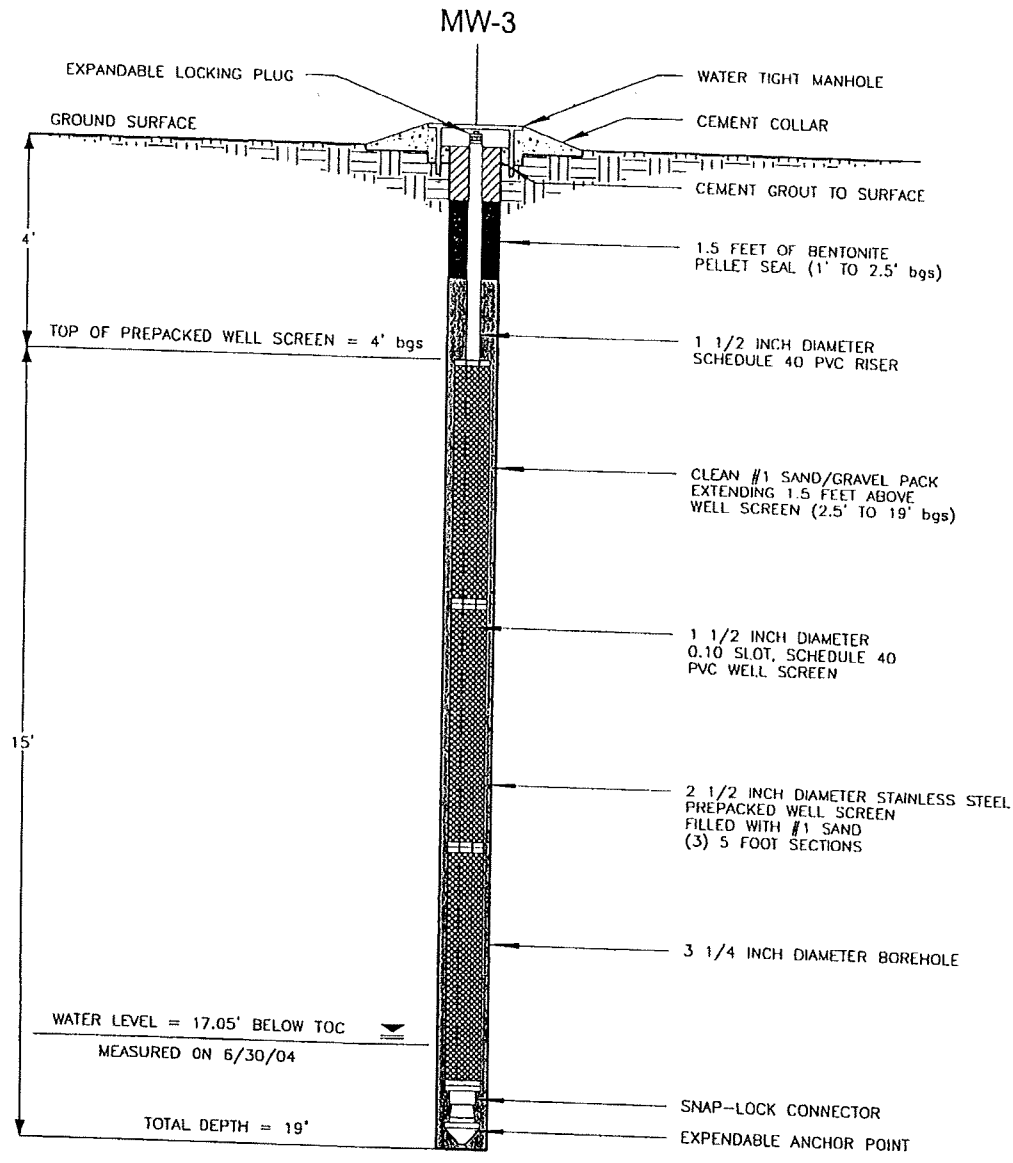 MW-3
EXPANDABLE LOCKING PLUG
WATER TIGHT MANHOLE
GROUND SURFACE
CEMENT COLLAR
CEMENT GROUT TO SURFACE
4'
1.5 FEET OF BENTONITE
PELLET SEAL (1' TO 2.5' bgs)
TOP OF PREPACKED WELL SCREEN = 4' bgs
1 1/2 INCH DIAMETER
SCHEDULE 40 PVC RISER
CLEAN #1 SAND/GRAVEL PACK
EXTENDING 1.5 FEET ABOVE
WELL SCREEN (2.5' TO 19' bgs)
1 1/2 INCH DIAMETER
0.10 SLOT, SCHEDULE 40
PVC WELL SCREEN
15'
2 1/2 INCH DIAMETER STAINLESS STEEL
PREPACKED WELL SCREEN
FILLED WITH #1 SAND
(3) 5 FOOT SECTIONS
3 1/4 INCH DIAMETER BOREHOLE
WATER LEVEL = 17.05' BELOW TOC
MEASURED ON 6/30/04
SNAP-LOCK CONNECTOR
TOTAL DEPTH = 19'
EXPENDABLE ANCHOR POINT